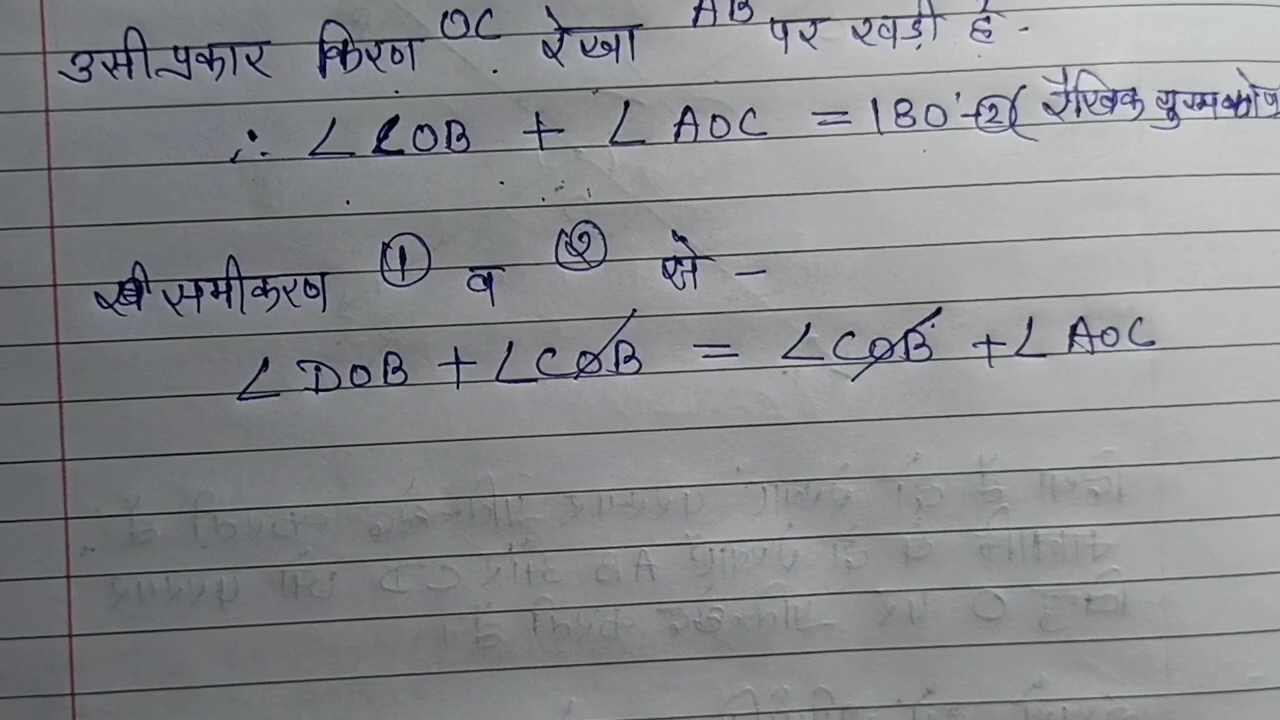 उसीप्रकार किरण OC रेखा AB पर खड़ी है -
∴ ∠COB + ∠AOC = 180° -② ( रैखिक युग्म कोण
समीकरण ① व ② से -
∠DOB + ∠COB = ∠COB + ∠AOC